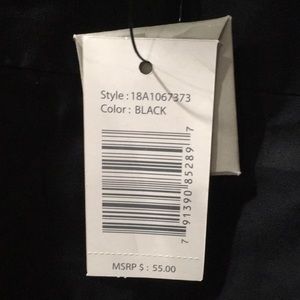 Style : 18A1067373
Color : BLACK
7 91390 85289 7
MSRP $ : 55.00